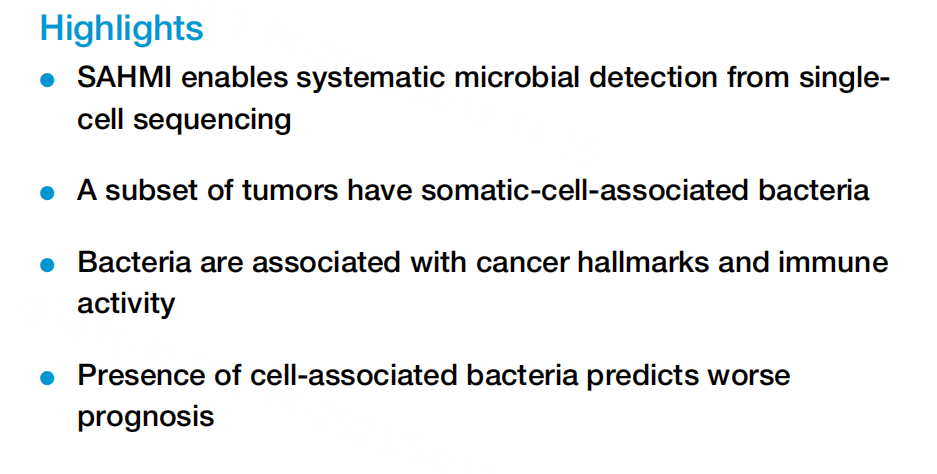 Highlights
SAHMI enables systematic microbial detection from single-
cell sequencing
A subset of tumors have somatic-cell-associated bacteria
Bacteria are associated with cancer hallmarks and immune
activity
Presence of cell-associated bacteria predicts worse
prognosis